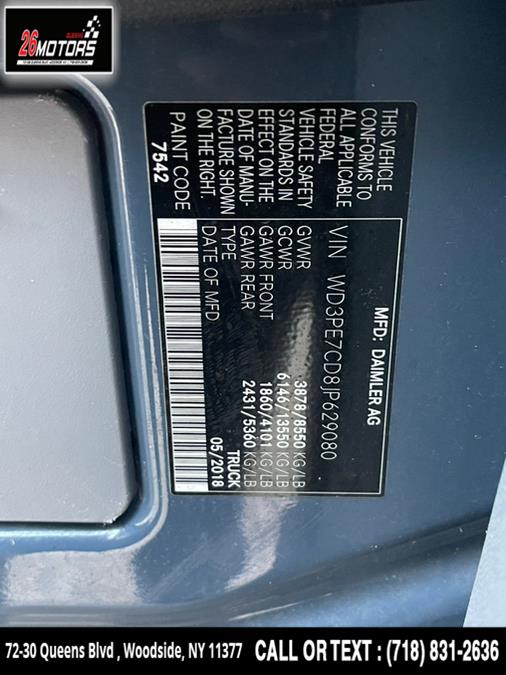 QUEENS
26MOTORS
MFD: DAIMLER AG
VIN WD3PE7CD8JP629080
THIS VEHICLE
CONFORMS TO
ALL APPLICABLE
FEDERAL
VEHICLE SAFETY
STANDARDS IN
EFFECT ON THE
DATE OF MANU-
FACTURE SHOWN
ON THE RIGHT.
PAINT CODE
7542
GVWR 3878/8550 KG/LB
GCWR 6146/13550 KG/LB
GAWR FRONT 1860/4101 KG/LB
GAWR REAR 2431/5360 KG/LB
TYPE TRUCK
DATE OF MFD 05/2018
72-30 Queens Blvd , Woodside, NY 11377 CALL OR TEXT : (718) 831-2636